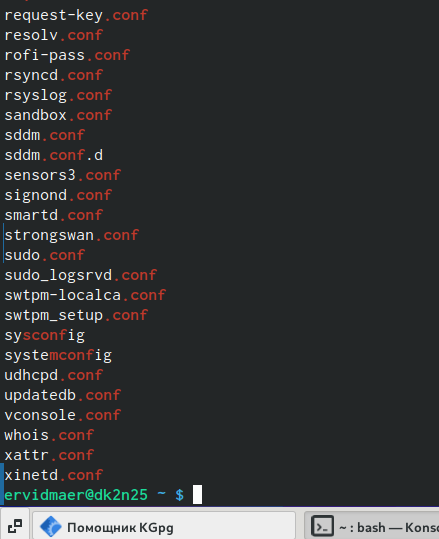 request-key.conf
resolv.conf
rofi-pass.conf
rsyncd.conf
rsyslog.conf
sandbox.conf
sddm.conf
sddm.conf.d
sensors3.conf
signond.conf
smartd.conf
strongswan.conf
sudo.conf
sudo_logsrvd.conf
swtpm-localca.conf
swtpm_setup.conf
sysconfig
systemconfig
udhcpd.conf
updatedb.conf
vconsole.conf
whois.conf
xattr.conf
xinetd.conf
ervidmaer@dk2n25 ~ $
Помощник KGpg
~ : bash — Konso